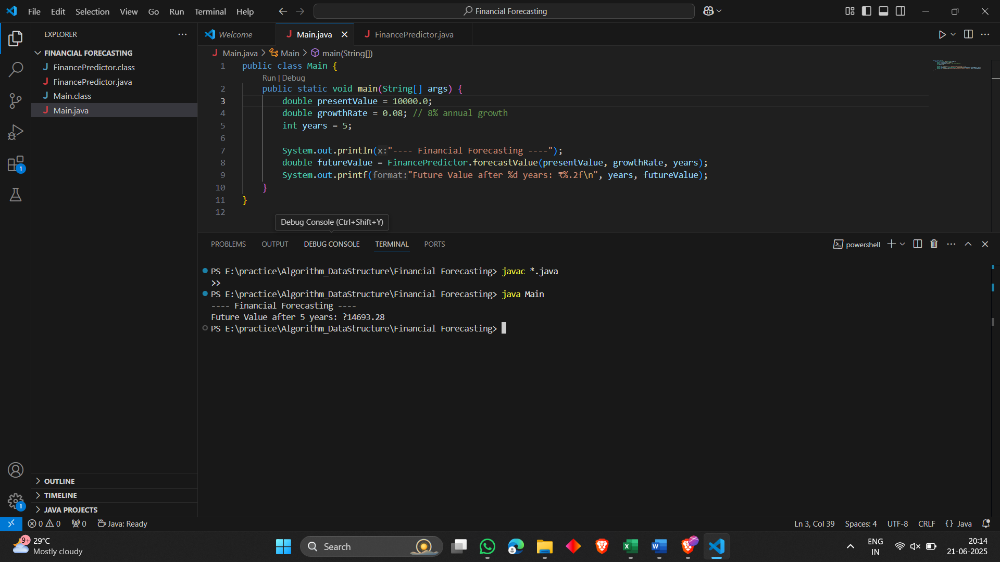 File Edit Selection View Go Run Terminal Help
Financial Forecasting
EXPLORER
Welcome
Main.java
FinancePredictor.java
FINANCIAL FORECASTING
FinancePredictor.class
FinancePredictor.java
Main.class
Main.java
Main.java > Main > main(String[])
1 public class Main {
Run | Debug
2 public static void main(String[] args) {
3 double presentValue = 10000.0;
4 double growthRate = 0.08; // 8% annual growth
5 int years = 5;
6
7 System.out.println(x:"---- Financial Forecasting ----");
8 double futureValue = FinancePredictor.forecastValue(presentValue, growthRate, years);
9 System.out.printf(format:"Future Value after %d years: ₹%.2f\n", years, futureValue);
10 }
11 }
12
Debug Console (Ctrl+Shift+Y)
PROBLEMS OUTPUT DEBUG CONSOLE TERMINAL PORTS
powershell
PS E:\practice\Algorithm_DataStructure\Financial Forecasting> javac *.java
>>
PS E:\practice\Algorithm_DataStructure\Financial Forecasting> java Main
---- Financial Forecasting ----
Future Value after 5 years: ?14693.28
PS E:\practice\Algorithm_DataStructure\Financial Forecasting>
1
1
OUTLINE
TIMELINE
JAVA PROJECTS
0 0 0 Java: Ready
Ln 3, Col 39 Spaces: 4 UTF-8 CRLF {} Java
9+ 29°C
Mostly cloudy
Search
ENG
IN
20:14
21-06-2025